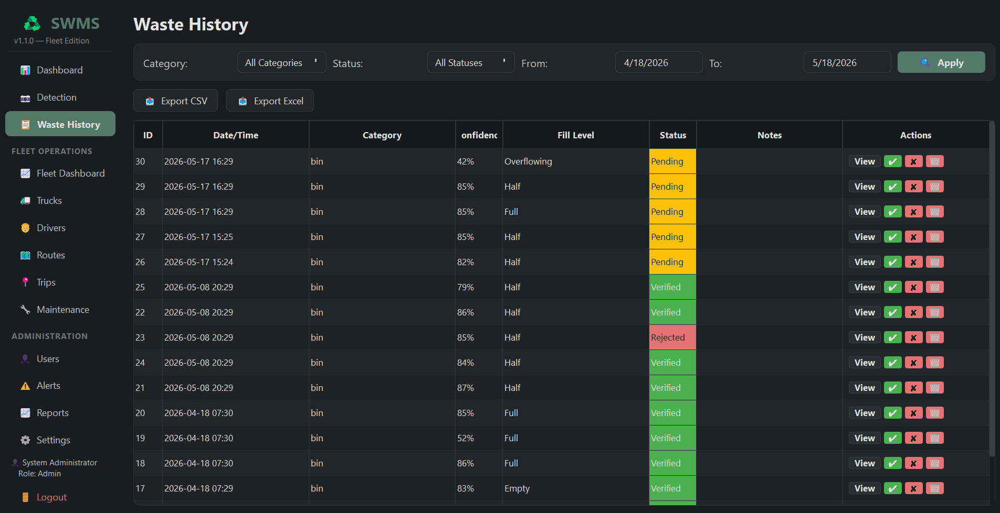 SWMS
v1.1.0 — Fleet Edition
Dashboard
Detection
Waste History
FLEET OPERATIONS
Fleet Dashboard
Trucks
Drivers
Routes
Trips
Maintenance
ADMINISTRATION
Users
Alerts
Reports
Settings
System Administrator
Role: Admin
Logout
Waste History
Category: All Categories Status: All Statuses From: 4/18/2026 To: 5/18/2026 Apply
Export CSV Export Excel
ID Date/Time Category onfidenc Fill Level Status Notes Actions
30 2026-05-17 16:29 bin 42% Overflowing Pending View
29 2026-05-17 16:29 bin 85% Half Pending View
28 2026-05-17 16:29 bin 85% Full Pending View
27 2026-05-17 15:25 bin 85% Half Pending View
26 2026-05-17 15:24 bin 82% Half Pending View
25 2026-05-08 20:29 bin 79% Half Verified View
22 2026-05-08 20:29 bin 86% Half Verified View
23 2026-05-08 20:29 bin 85% Half Rejected View
24 2026-05-08 20:29 bin 84% Half Verified View
21 2026-05-08 20:29 bin 87% Half Verified View
20 2026-04-18 07:30 bin 85% Full Verified View
19 2026-04-18 07:30 bin 52% Full Verified View
18 2026-04-18 07:30 bin 86% Full Verified View
17 2026-04-18 07:29 bin 83% Empty Verified View